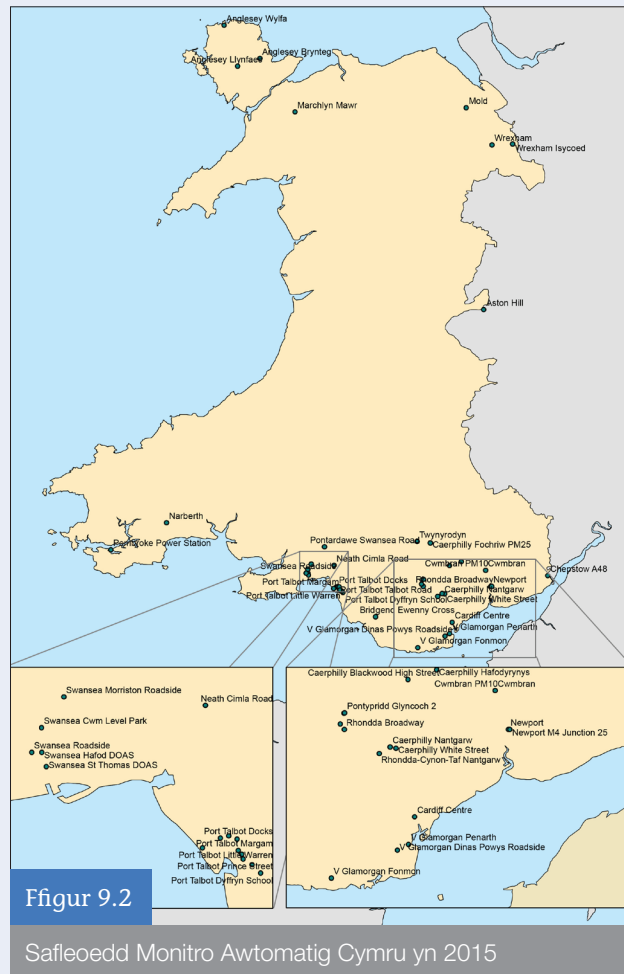 Anglesey Wylfa
Anglesey Brynteg
Anglesey Llynfaes
Marchlyn Mawr
Mold
Wrexham
Wrexham Isycoed
Aston Hill
Narberth
Pembroke Power Station
Pontardawe Swansea Road
Twynyrodyn
Caerphilly Fochriw PM25
Swansea Roadside
Neath Cimla Road
Cwmbran PM10Cwmbran
Chepstow A48
Port Talbot Margam
Port Talbot Docks
Port Talbot Talbot Road
Port Talbot Little Warren
Port Talbot Dyffryn School
Rhondda Broadway
Newport
Caerphilly Nantgarw
Caerphilly White Street
Bridgend Ewenny Cross
Cardiff Centre
V Glamorgan Dinas Powys Roadside
V Glamorgan Penarth
V Glamorgan Fonmon
Swansea Morriston Roadside
Neath Cimla Road
Swansea Cwm Level Park
Swansea Roadside
Swansea Hafod DOAS
Swansea St Thomas DOAS
Port Talbot Docks
Port Talbot Margam
Port Talbot Little Warren
Port Talbot Prince Street
Port Talbot Dyffryn School
Caerphilly Blackwood High Street
Caerphilly Hafodyrynys
Cwmbran PM10Cwmbran
Pontypridd Glyncoch 2
Rhondda Broadway
Newport
Newport M4 Junction 25
Caerphilly Nantgarw
Caerphilly White Street
Rhondda-Cynon-Taf Nantgarw
Cardiff Centre
V Glamorgan Penarth
V Glamorgan Dinas Powys Roadside
V Glamorgan Fonmon
Ffigur 9.2
Safleoedd Monitro Awtomatig Cymru yn 2015